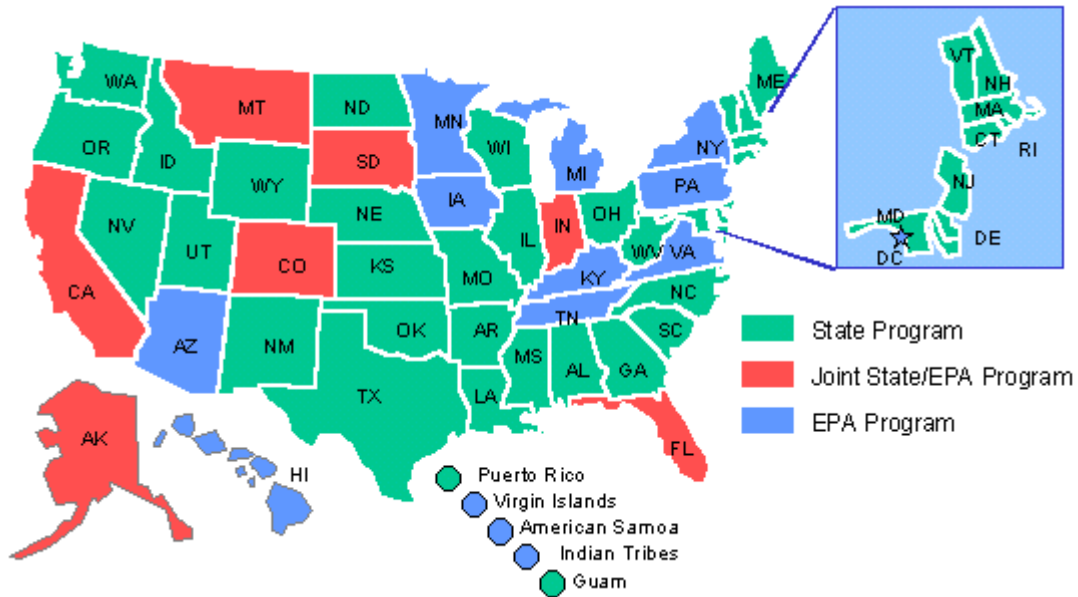 WA
MT
ND
MN
ME
OR
ID
WY
SD
WI
MI
NY
NV
UT
CO
NE
IA
IL
IN
OH
PA
CA
KS
MO
KY
WV
VA
AZ
NM
OK
AR
TN
NC
TX
LA
MS
AL
GA
SC
FL
AK
HI
VT
NH
MA
CT
RI
NJ
MD
DE
DC
State Program
Joint State/EPA Program
EPA Program
Puerto Rico
Virgin Islands
American Samoa
Indian Tribes
Guam